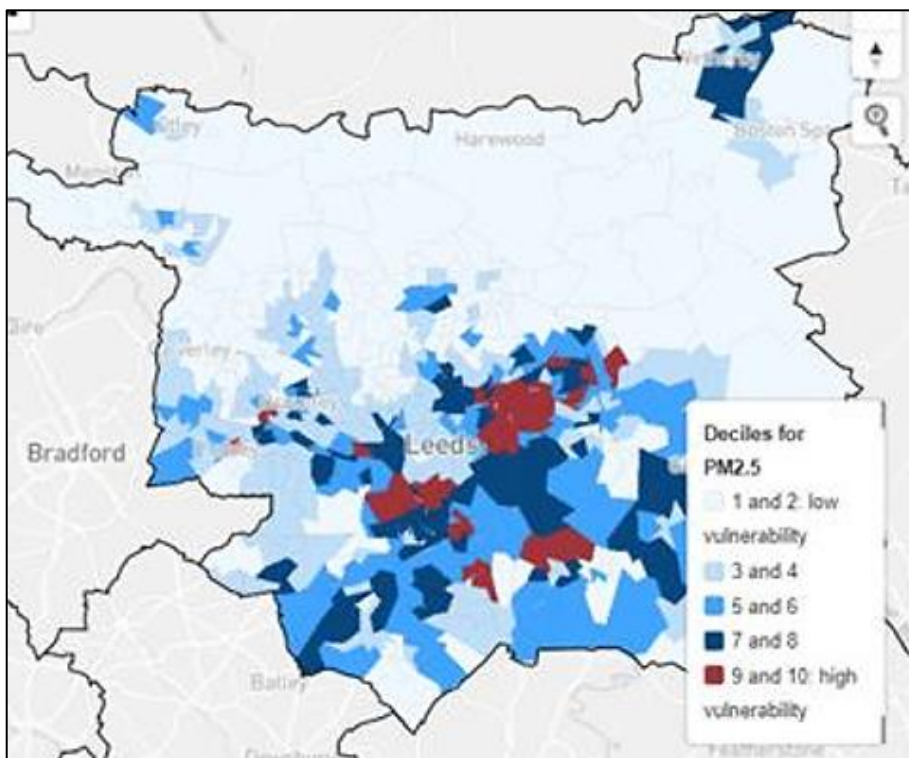 Harewood
Boston Sp
Bradford
Leeds
Batley
Featherstone
Deciles for
PM2.5
1 and 2: low
vulnerability
3 and 4
5 and 6
7 and 8
9 and 10: high
vulnerability